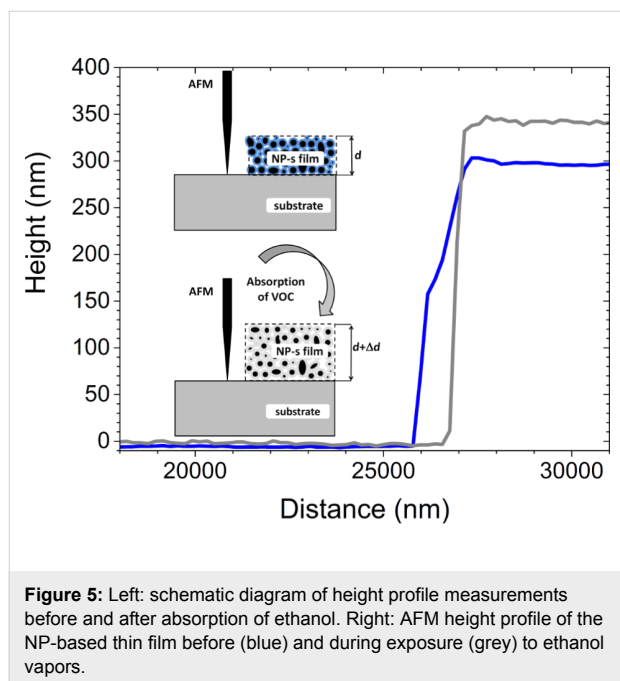 400
350
300
250
200
150
100
50
0
Height (nm)
AFM
NP-s film
d
substrate
Absorption
of VOC
AFM
NP-s film
d+Δd
substrate
20000
25000
30000
Distance (nm)
Figure 5: Left: schematic diagram of height profile measurements
before and after absorption of ethanol. Right: AFM height profile of the
NP-based thin film before (blue) and during exposure (grey) to ethanol
vapors.